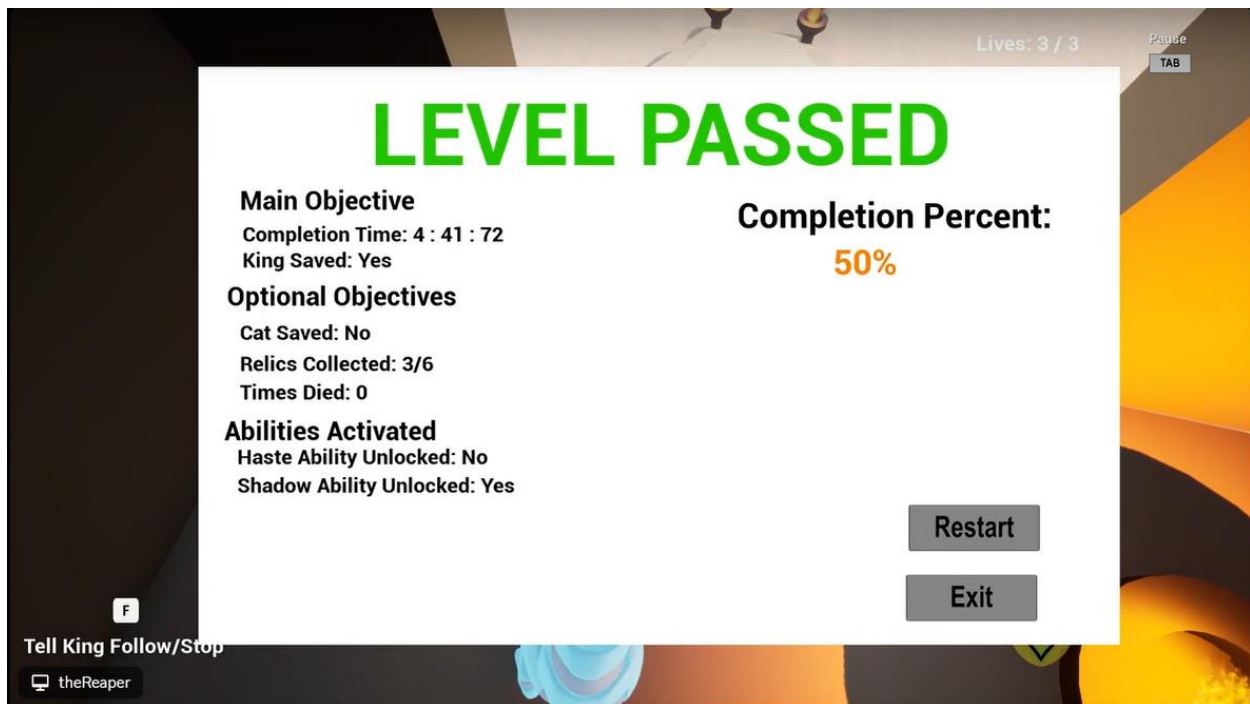 Lives: 3 / 3
Pause
TAB
LEVEL PASSED
Main Objective
Completion Time: 4 : 41 : 72
King Saved: Yes
Optional Objectives
Cat Saved: No
Relics Collected: 3/6
Times Died: 0
Abilities Activated
Haste Ability Unlocked: No
Shadow Ability Unlocked: Yes
Completion Percent:
50%
Restart
Exit
F
Tell King Follow/Stop
theReaper